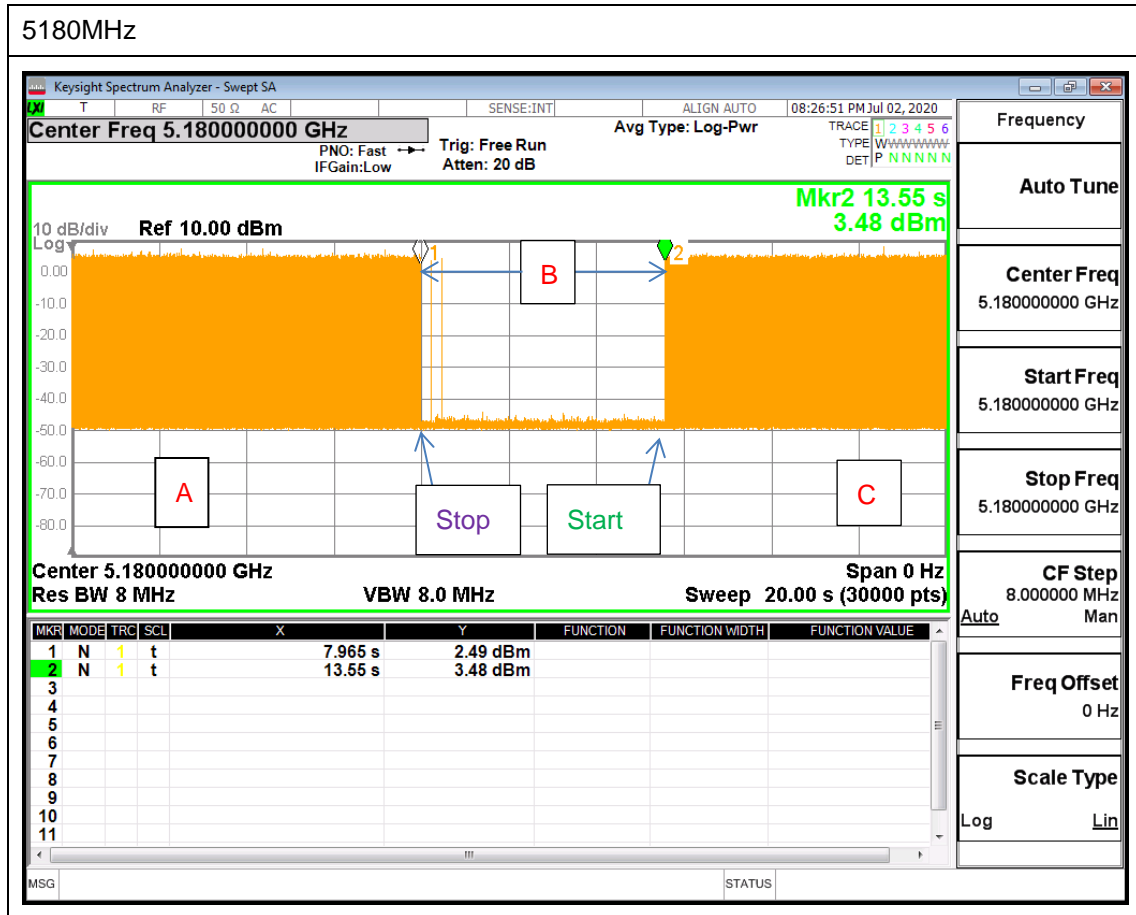 5180MHz
Keysight Spectrum Analyzer - Swept SA
LXI T RF 50 Ω AC SENSE:INT ALIGN AUTO 08:26:51 PM Jul 02, 2020
Center Freq 5.180000000 GHz
PNO: Fast
IFGain:Low
Trig: Free Run
Atten: 20 dB
Avg Type: Log-Pwr
TRACE 1 2 3 4 5 6
TYPE WWWWWW
DET P N N N N N
Mkr2 13.55 s
3.48 dBm
10 dB/div Ref 10.00 dBm
Log
0.00
-10.0
-20.0
-30.0
-40.0
-50.0
-60.0
-70.0
-80.0
1
2
B
A
C
Stop
Start
Center 5.180000000 GHz Span 0 Hz
Res BW 8 MHz VBW 8.0 MHz Sweep 20.00 s (30000 pts)
MKR MODE TRC SCL X Y FUNCTION FUNCTION WIDTH FUNCTION VALUE
1 N 1 t 7.965 s 2.49 dBm
2 N 1 t 13.55 s 3.48 dBm
3
4
5
6
7
8
9
10
11
MSG STATUS
Frequency
Auto Tune
Center Freq
5.180000000 GHz
Start Freq
5.180000000 GHz
Stop Freq
5.180000000 GHz
CF Step
8.000000 MHz
Auto Man
Freq Offset
0 Hz
Scale Type
Log Lin